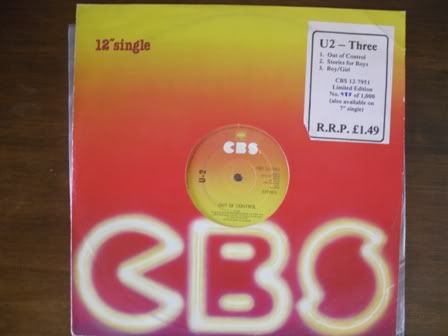 12" single
U2 – Three
1. Out of Control
2. Stories for Boys
3. Boy/Girl
CBS 12-7951
Limited Edition
of 1,000
(also available on
7" single)
R.R.P. £1.49
CBS
U-2
OUT OF CONTROL
CBS